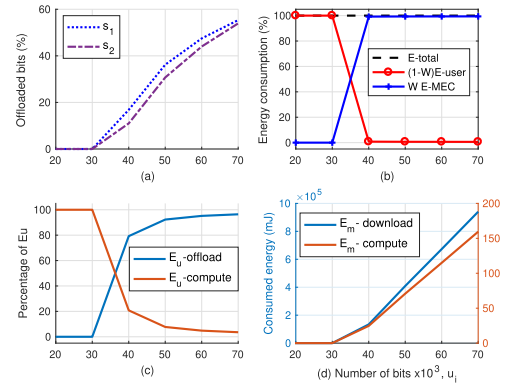 60
40
20
0
20 30 40 50 60 70
Offloaded bits (%)
s1
s2
(a)
100
80
60
40
20
0
20 30 40 50 60 70
Energy consumption (%)
E-total
(1-W)E-user
W E-MEC
(b)
100
80
60
40
20
0
20 30 40 50 60 70
Percentage of Eu
Eu-offload
Eu-compute
(c)
×10^5
10
8
6
4
2
0
200
150
100
50
0
20 30 40 50 60 70
Consumed energy (mJ)
Em- download
Em- compute
(d) Number of bits x10^3, ui